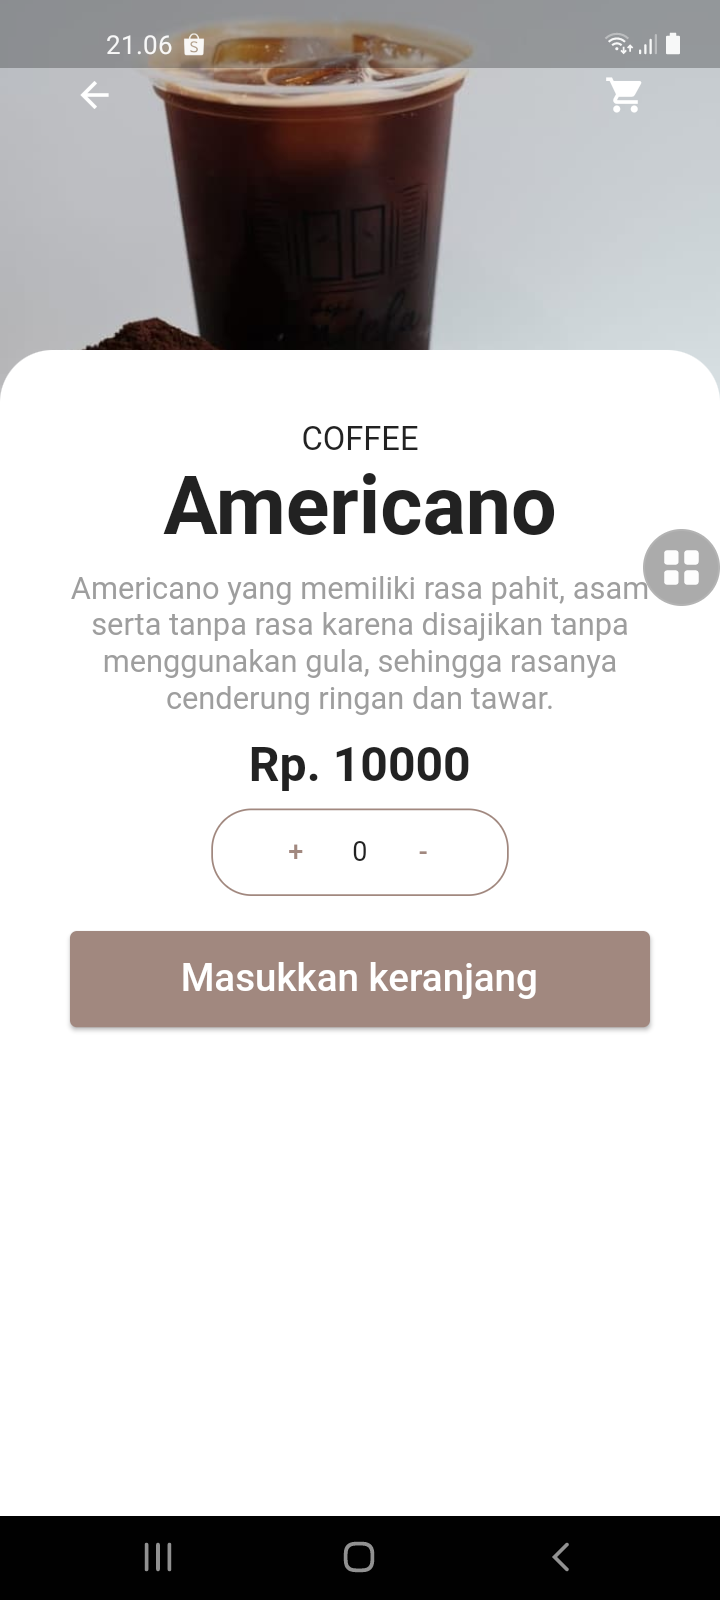 21.06
COFFEE
Americano
Americano yang memiliki rasa pahit, asam
serta tanpa rasa karena disajikan tanpa
menggunakan gula, sehingga rasanya
cenderung ringan dan tawar.
Rp. 10000
+ 0 -
Masukkan keranjang